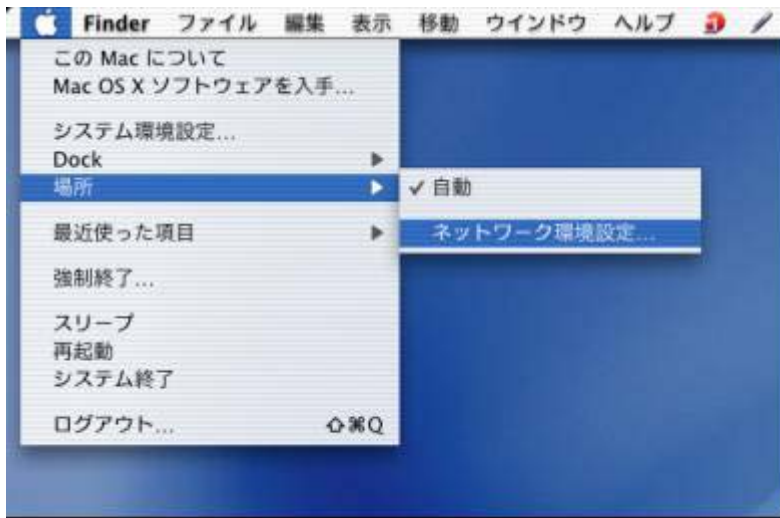 Finder ファイル 編集 表示 移動 ウインドウ ヘルプ
この Mac について
Mac OS X ソフトウェアを入手...
システム環境設定...
Dock
場所
✓ 自動
ネットワーク環境設定...
最近使った項目
強制終了...
スリープ
再起動
システム終了
ログアウト... ⇧⌘Q